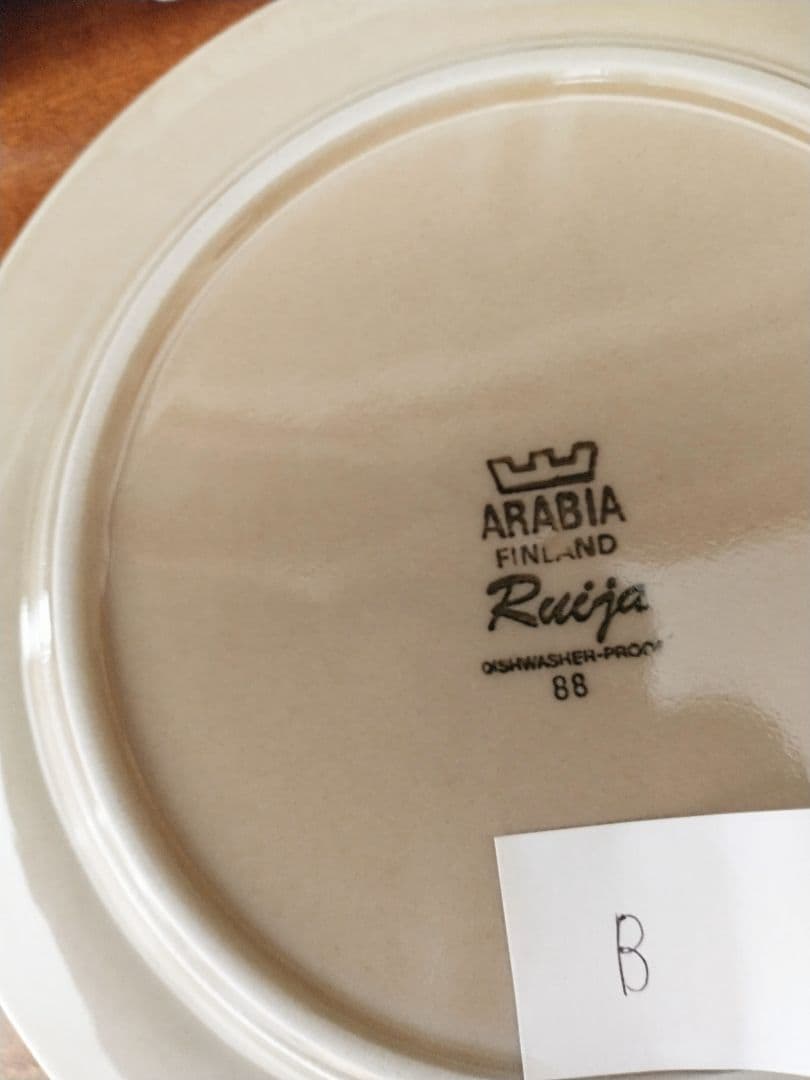 ARABIA
FINLAND
Ruija
DISHWASHER-PROOF
88
B